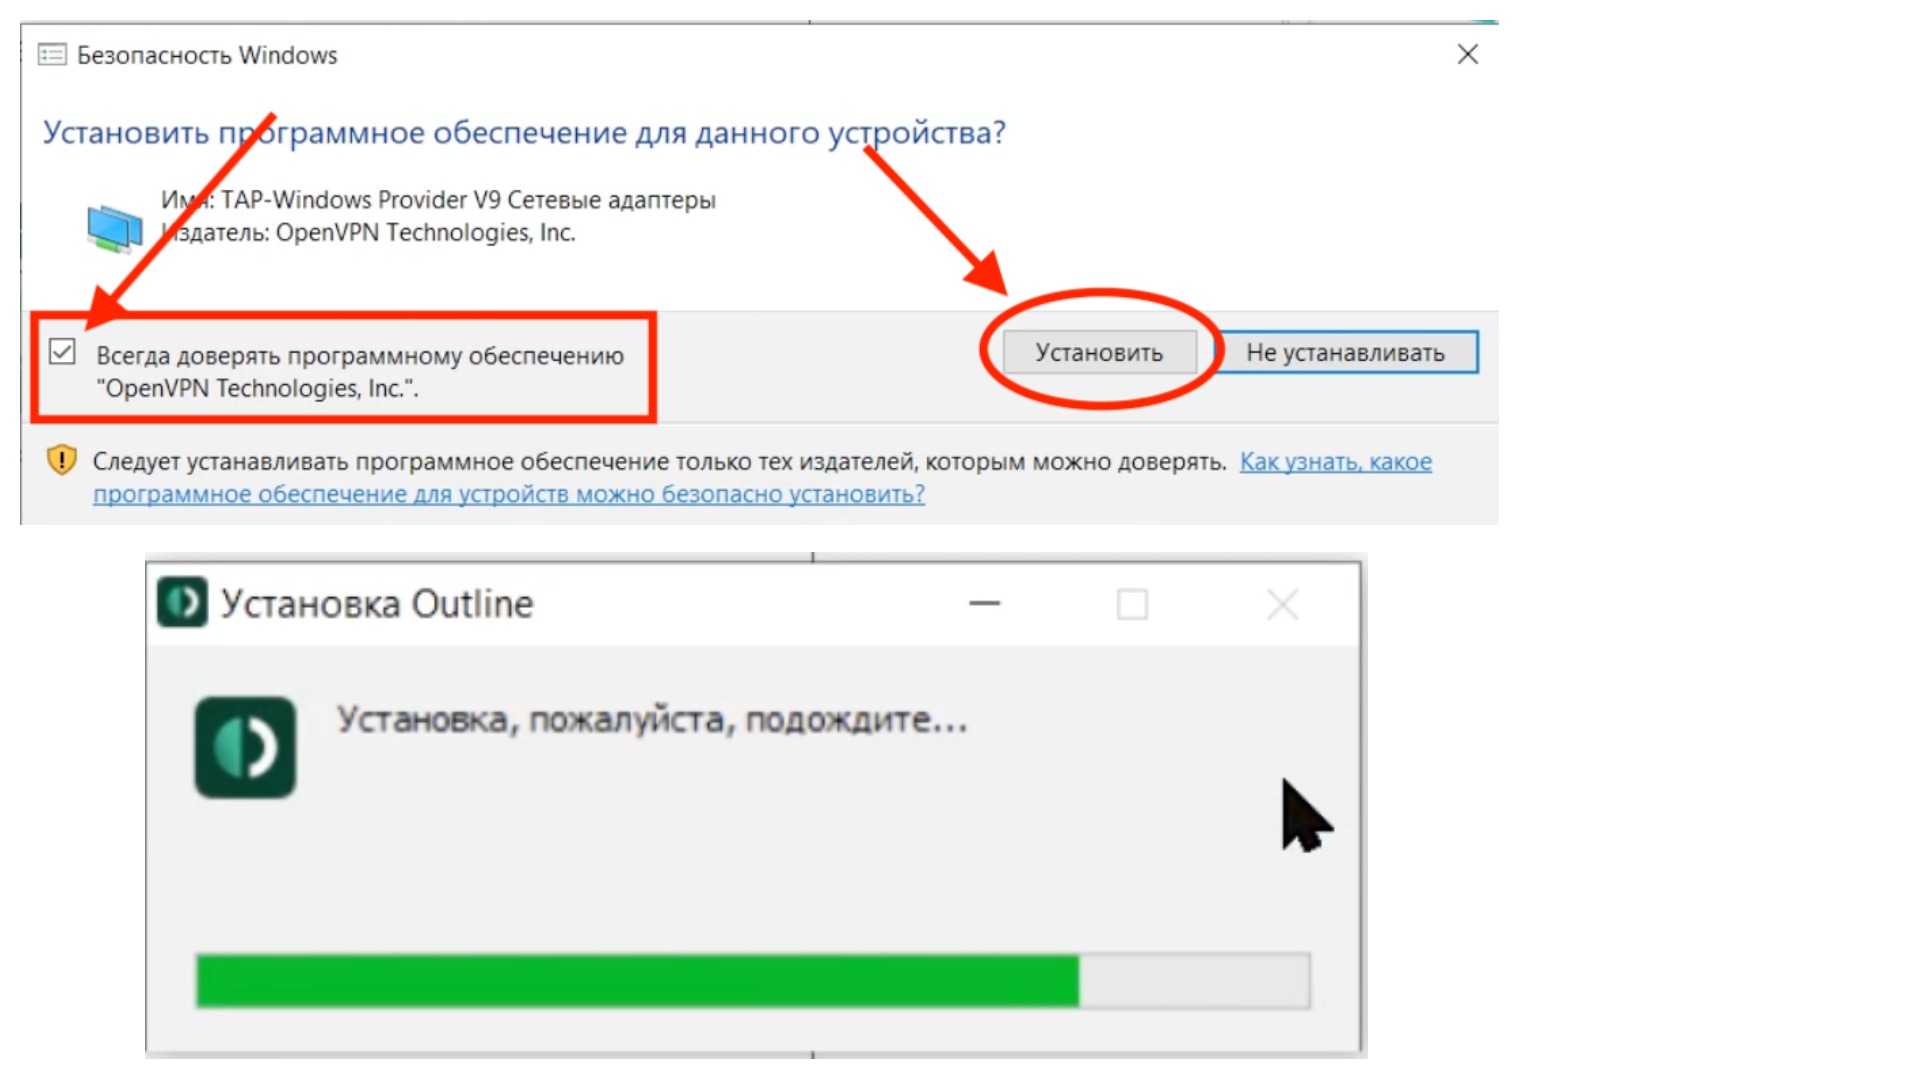 Безопасность Windows
Установить программное обеспечение для данного устройства?
Имя: TAP-Windows Provider V9 Сетевые адаптеры
Издатель: OpenVPN Technologies, Inc.
Всегда доверять программному обеспечению
"OpenVPN Technologies, Inc.".
Установить
Не устанавливать
Следует устанавливать программное обеспечение только тех издателей, которым можно доверять. Как узнать, какое
программное обеспечение для устройств можно безопасно установить?
Установка Outline
Установка, пожалуйста, подождите...